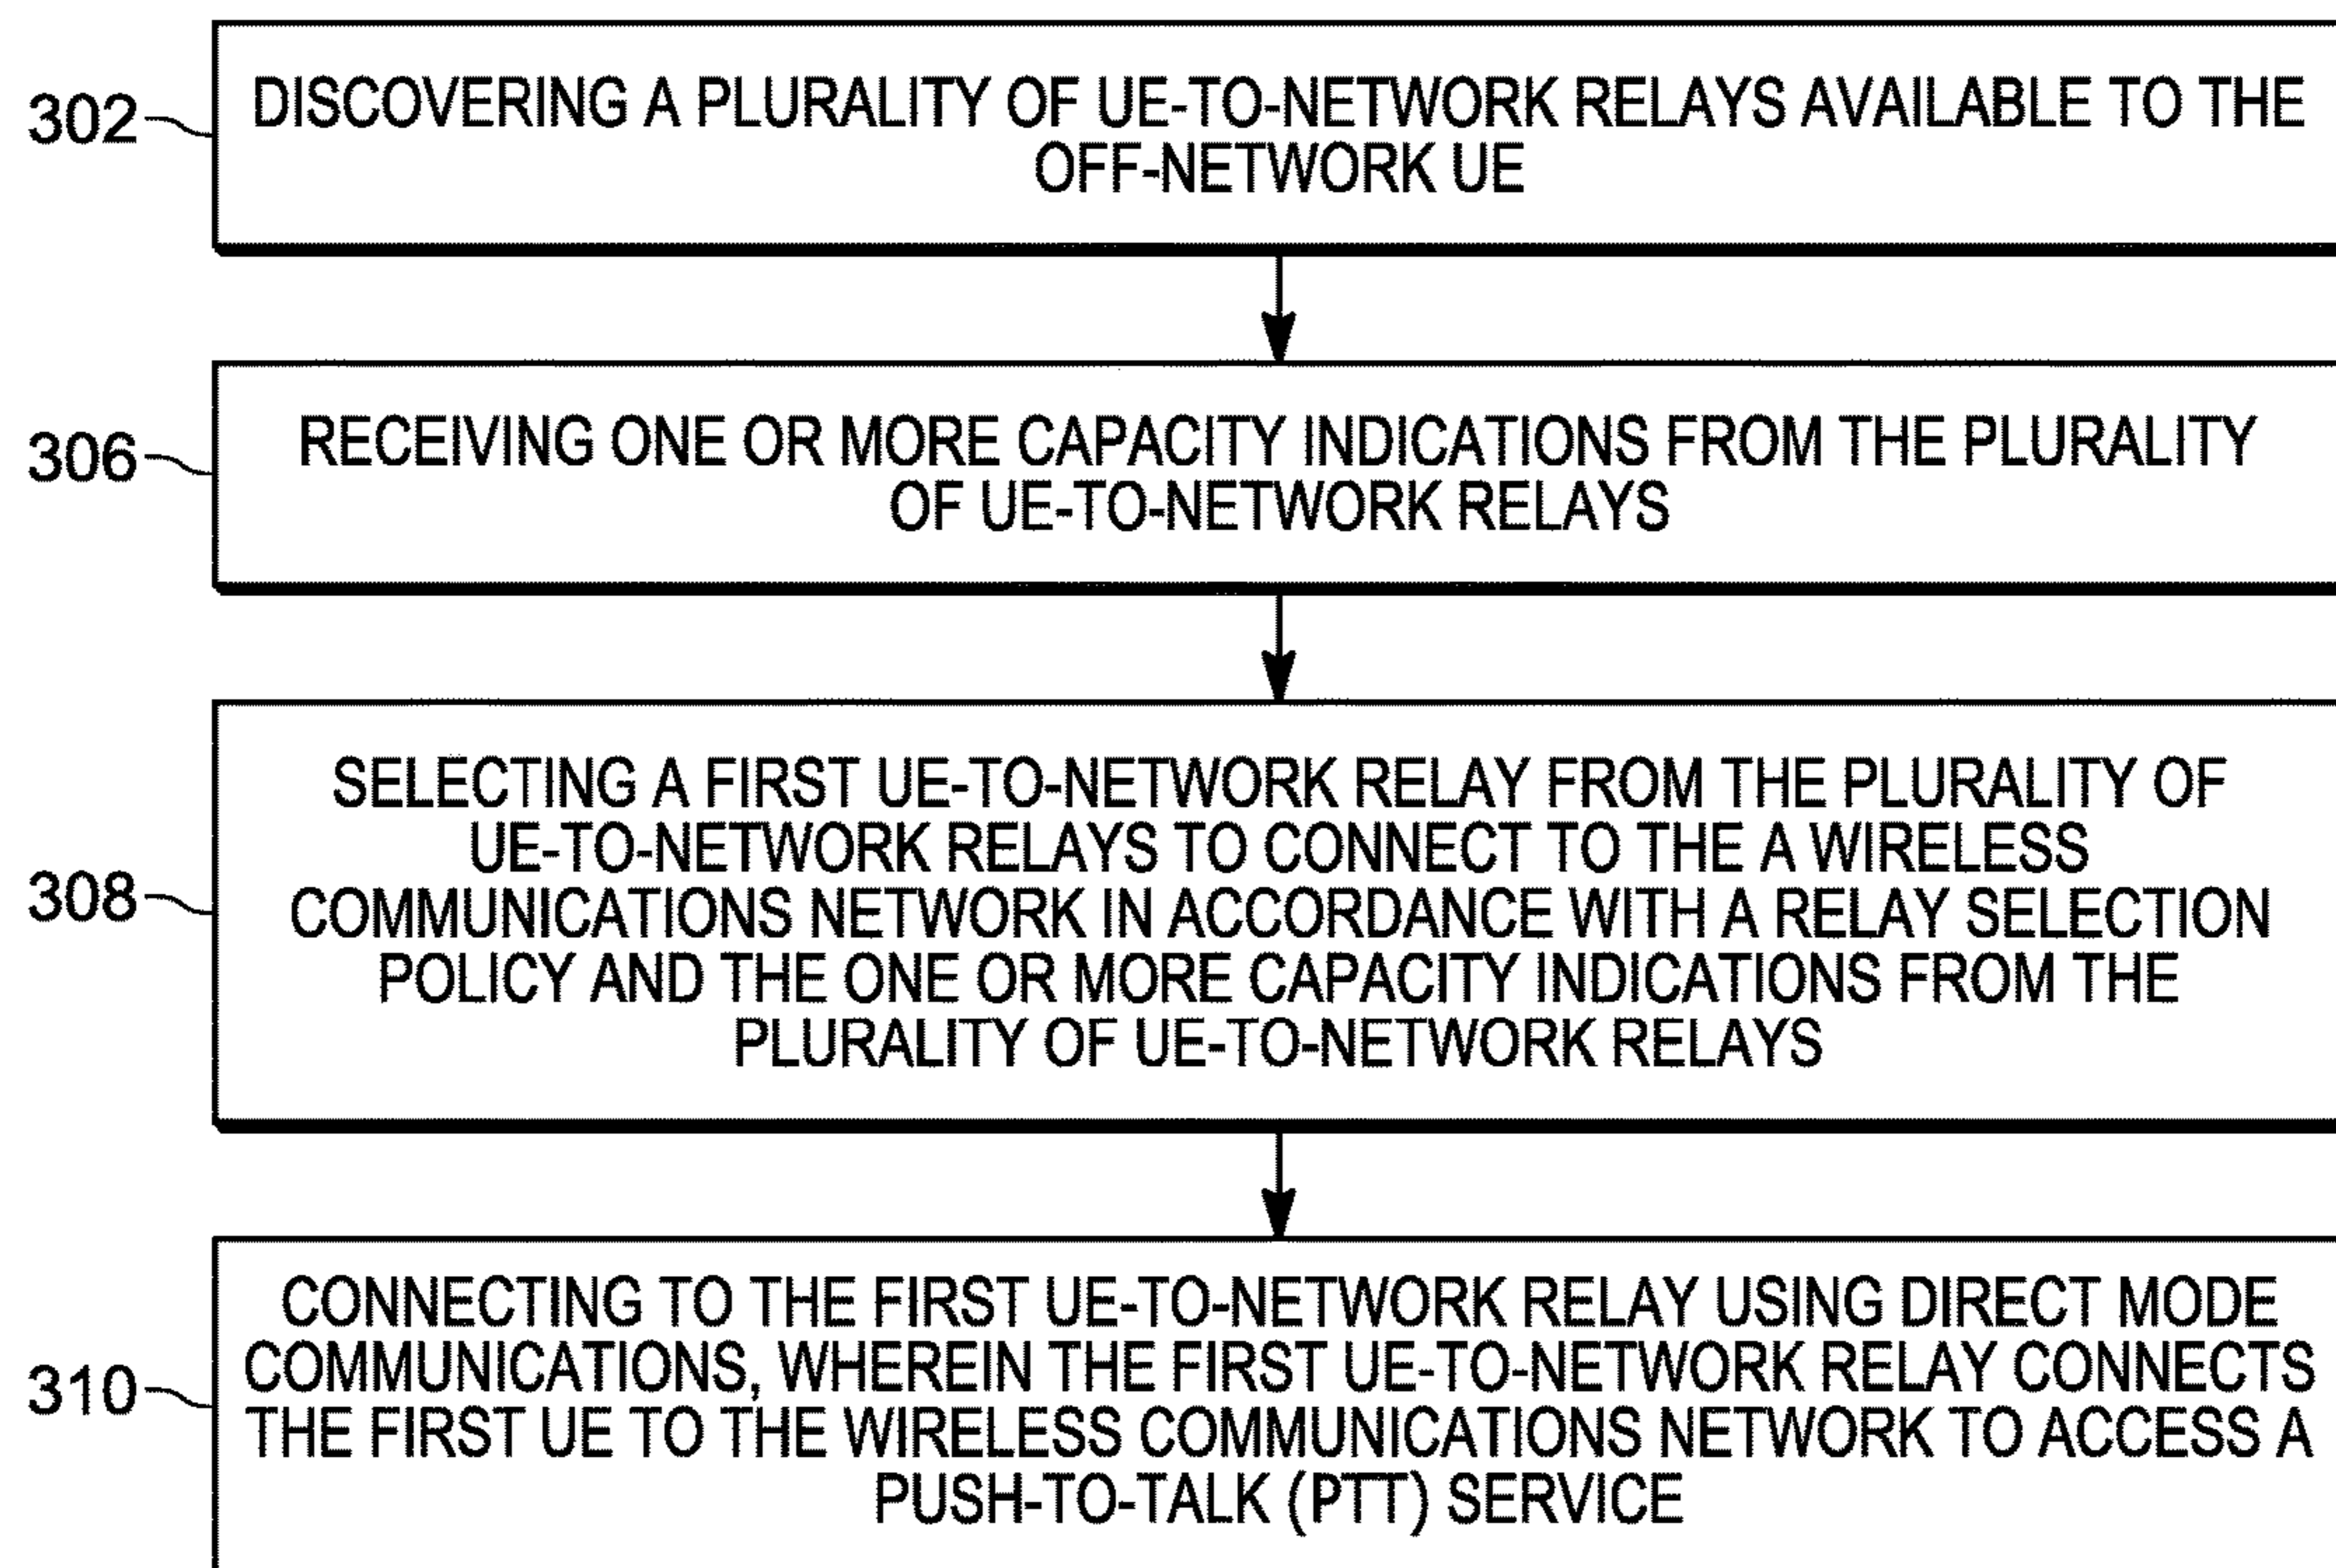 302
DISCOVERING A PLURALITY OF UE-TO-NETWORK RELAYS AVAILABLE TO THE
OFF-NETWORK UE
306
RECEIVING ONE OR MORE CAPACITY INDICATIONS FROM THE PLURALITY
OF UE-TO-NETWORK RELAYS
308
SELECTING A FIRST UE-TO-NETWORK RELAY FROM THE PLURALITY OF
UE-TO-NETWORK RELAYS TO CONNECT TO THE A WIRELESS
COMMUNICATIONS NETWORK IN ACCORDANCE WITH A RELAY SELECTION
POLICY AND THE ONE OR MORE CAPACITY INDICATIONS FROM THE
PLURALITY OF UE-TO-NETWORK RELAYS
310
CONNECTING TO THE FIRST UE-TO-NETWORK RELAY USING DIRECT MODE
COMMUNICATIONS, WHEREIN THE FIRST UE-TO-NETWORK RELAY CONNECTS
THE FIRST UE TO THE WIRELESS COMMUNICATIONS NETWORK TO ACCESS A
PUSH-TO-TALK (PTT) SERVICE